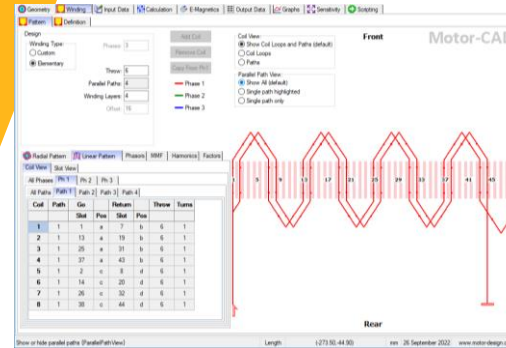 Geometry Winding Input Data Calculation E-Magnetics Output Data Graphs Sensitivity Scripting
Pattern Definition
Design
Winding Type
Custom
Elementary
Phases: 3
Throw: 6
Parallel Paths: 4
Winding Layers: 4
Offset: 16
Add Coil
Remove Coil
Copy From Ph1
Phase 1
Phase 2
Phase 3
Coil View:
Show Coil Loops and Paths (default)
Coil Loops
Paths
Parallel Path View:
Show All (default)
Single path highlighted
Single path only
Front
Motor-CAD
Radial Pattern Linear Pattern Phasors MMF Harmonics Factors
Coil View Slot View
All Phases Ph 1 Ph 2 Ph 3
All Paths Path 1 Path 2 Path 3 Path 4
Coil Path Go Return Throw Turns
Slot Pos Slot Pos
1 1 1 a 7 b 6 1
2 1 13 a 19 b 6 1
3 1 25 a 31 b 6 1
4 1 37 a 43 b 6 1
5 1 2 c 8 d 6 1
6 1 14 c 20 d 6 1
7 1 26 c 32 d 6 1
8 1 38 c 44 d 6 1
5 9 13 17 21 25 29 33 37 41 45
Rear
Show or hide parallel paths [ParallelPathView] Length (-273.50,-44.90) mm 26 September 2022 www.motor-design.c